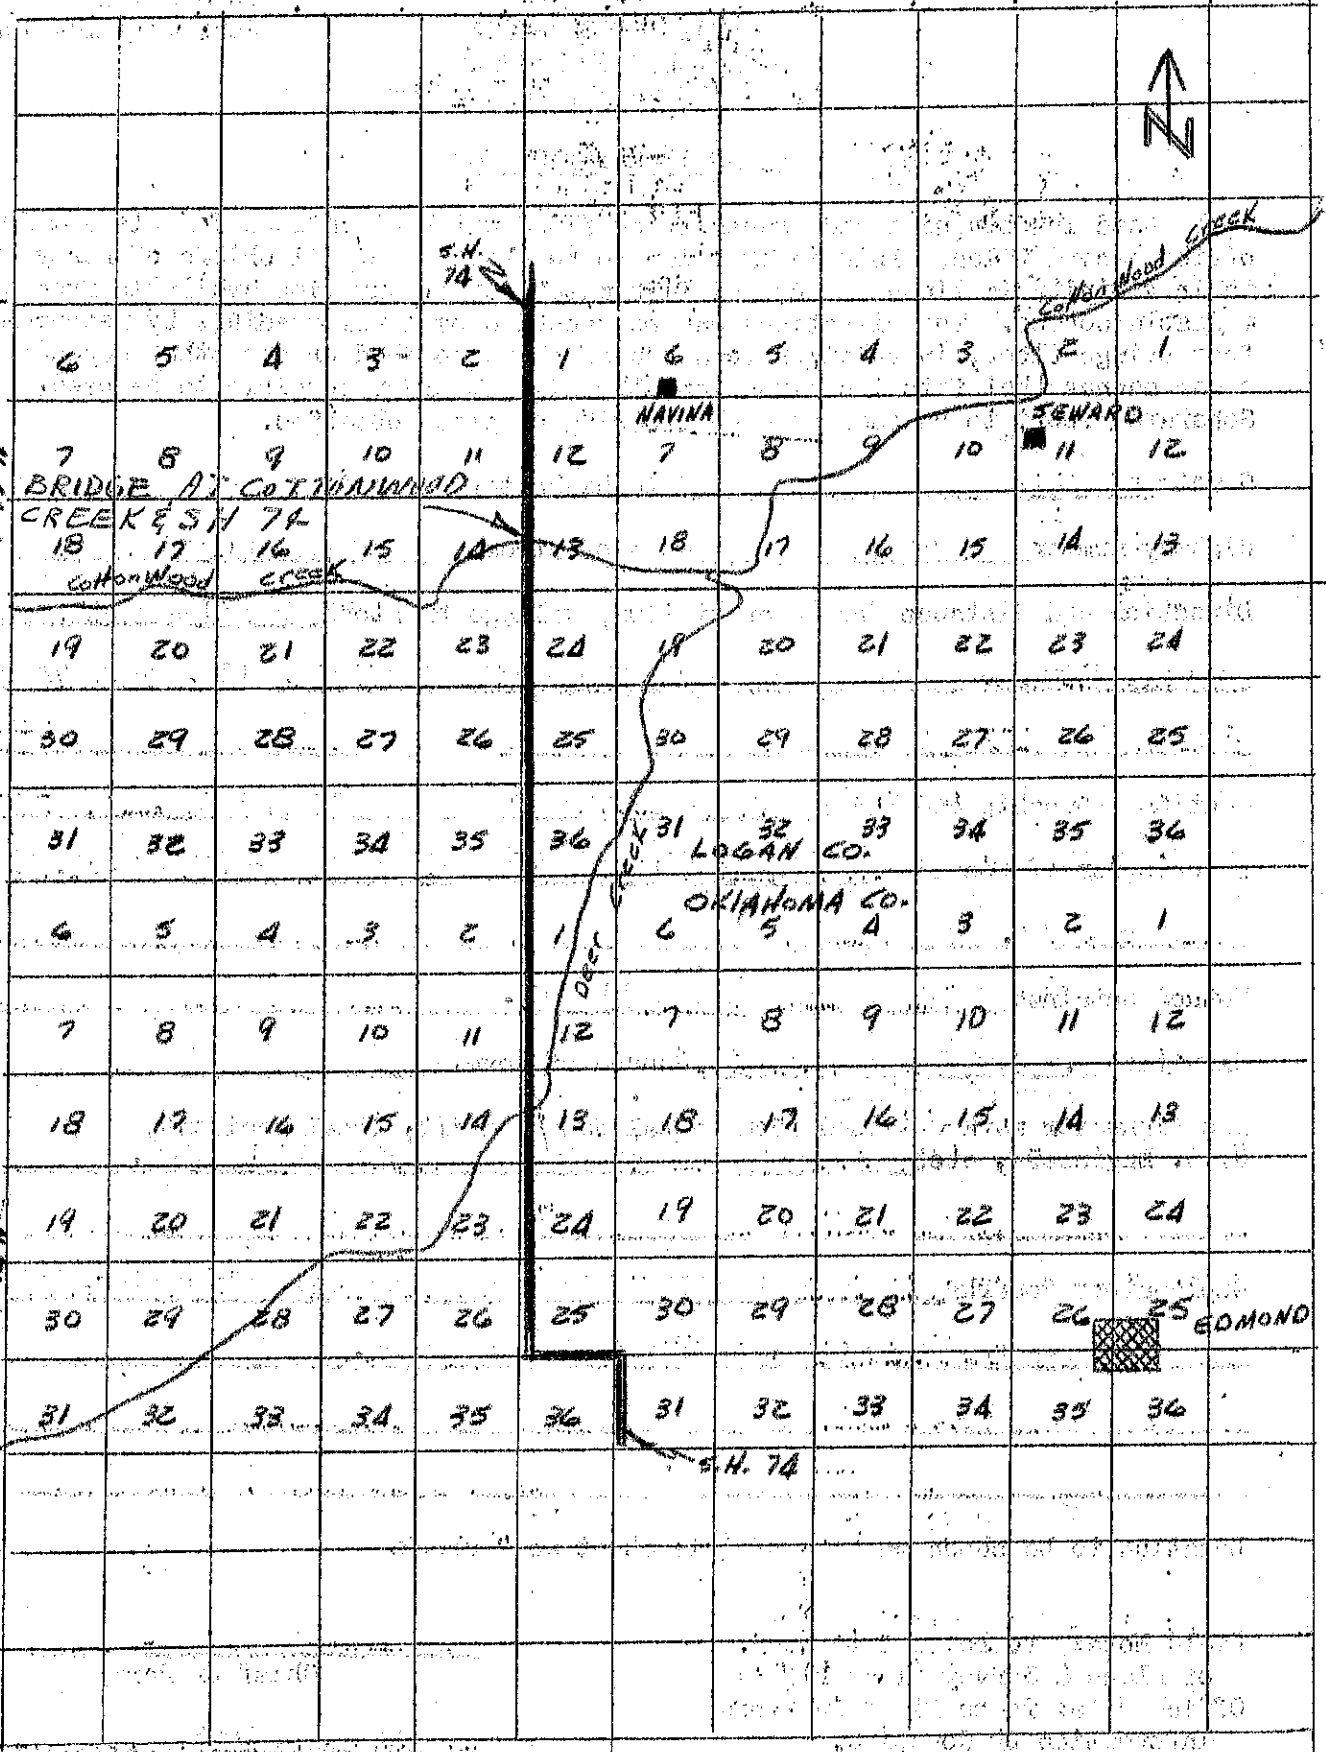 N
COTTONWOOD CREEK
S.H.
74
6 5 4 3 2 1 6 5 4 3 2 1
NAVINA
SEWARD
7 8 9 10 11 12 7 8 9 10 11 12
BRIDGE AT COTTINWOOD
CREEK & SH 74
18 17 16 15 14 13 18 17 16 15 14 13
COTTONWOOD CREEK
19 20 21 22 23 24 19 20 21 22 23 24
30 29 28 27 26 25 30 29 28 27 26 25
31 32 33 34 35 36 31 32 33 34 35 36
LOGAN CO.
OKLAHOMA CO.
6 5 4 3 2 1 6 5 4 3 2 1
DEER CREEK
7 8 9 10 11 12 7 8 9 10 11 12
18 17 16 15 14 13 18 17 16 15 14 13
19 20 21 22 23 24 19 20 21 22 23 24
30 29 28 27 26 25 30 29 28 27 26 25
EDMOND
31 32 33 34 35 36 31 32 33 34 35 36
S.H. 74